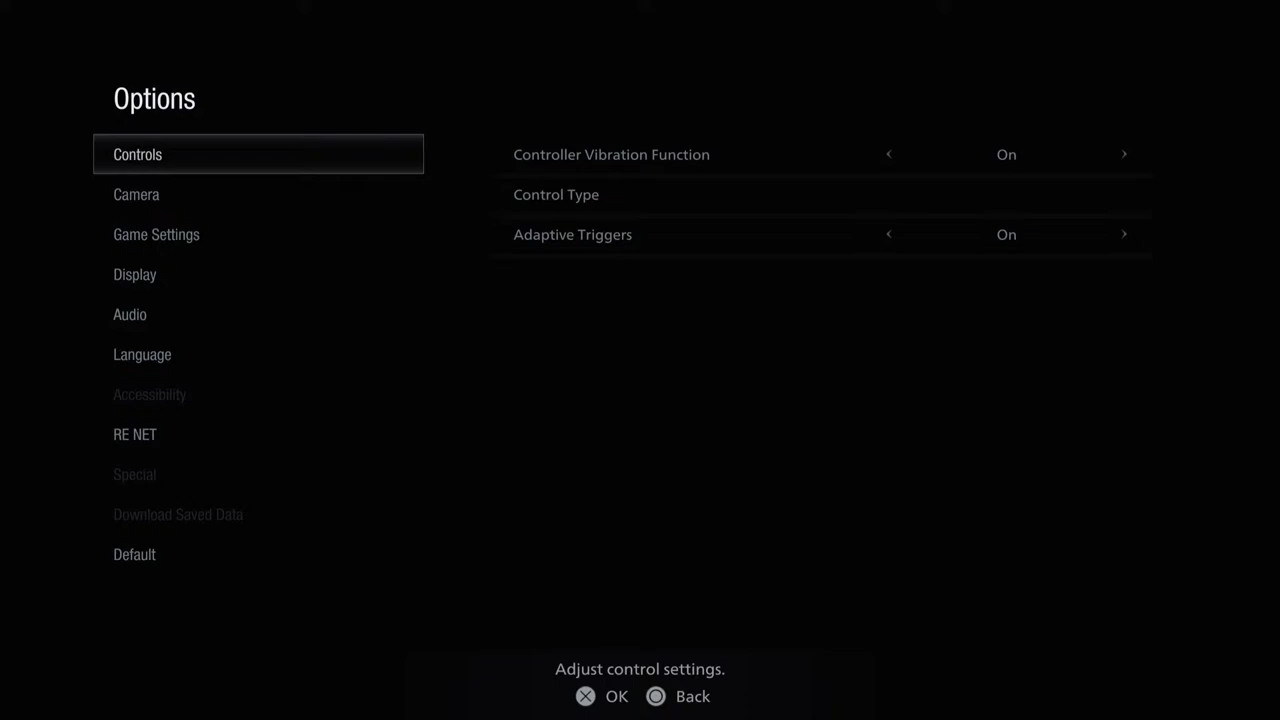 Options
Controls
Controller Vibration Function
On
Camera
Control Type
Game Settings
Adaptive Triggers
On
Display
Audio
Language
Accessibility
RE NET
Special
Download Saved Data
Default
Adjust control settings.
OK Back